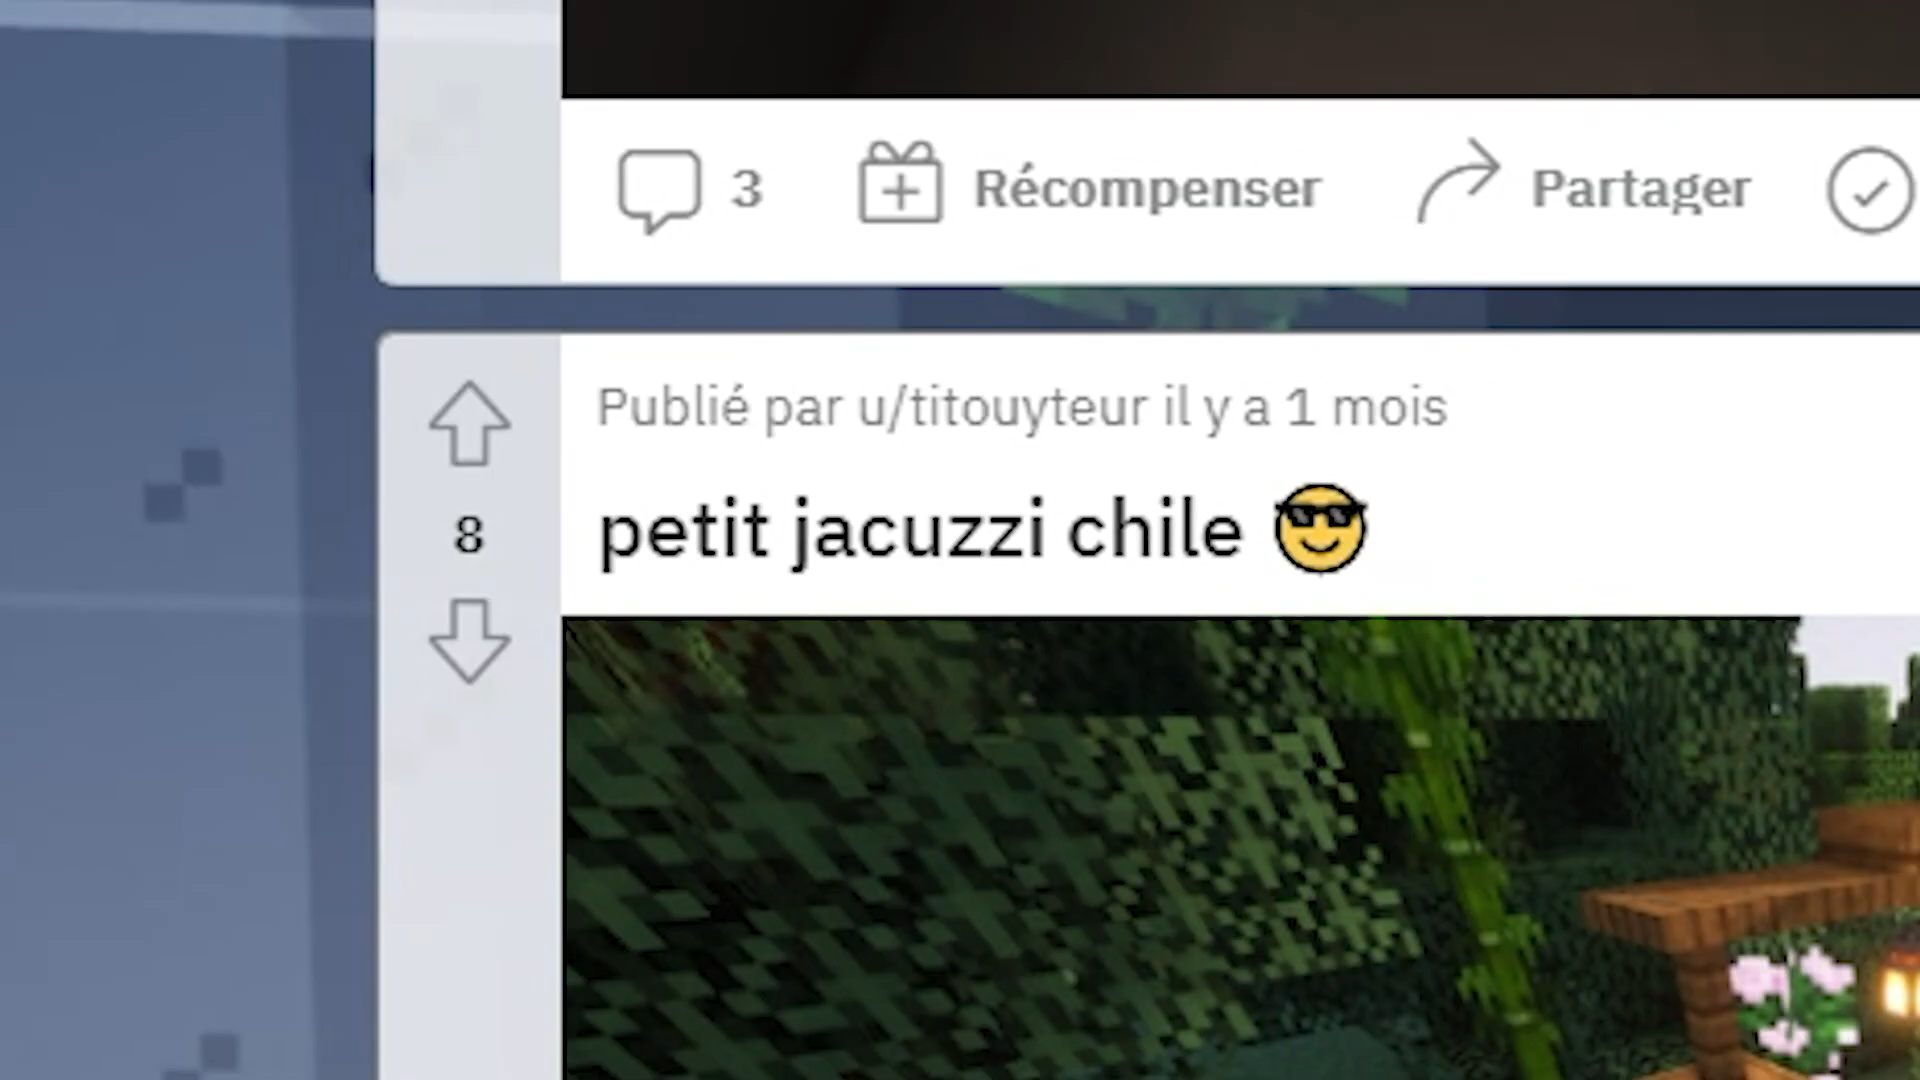 3 Récompenser Partager
Publié par u/titouyteur il y a 1 mois
petit jacuzzi chile 😎
8